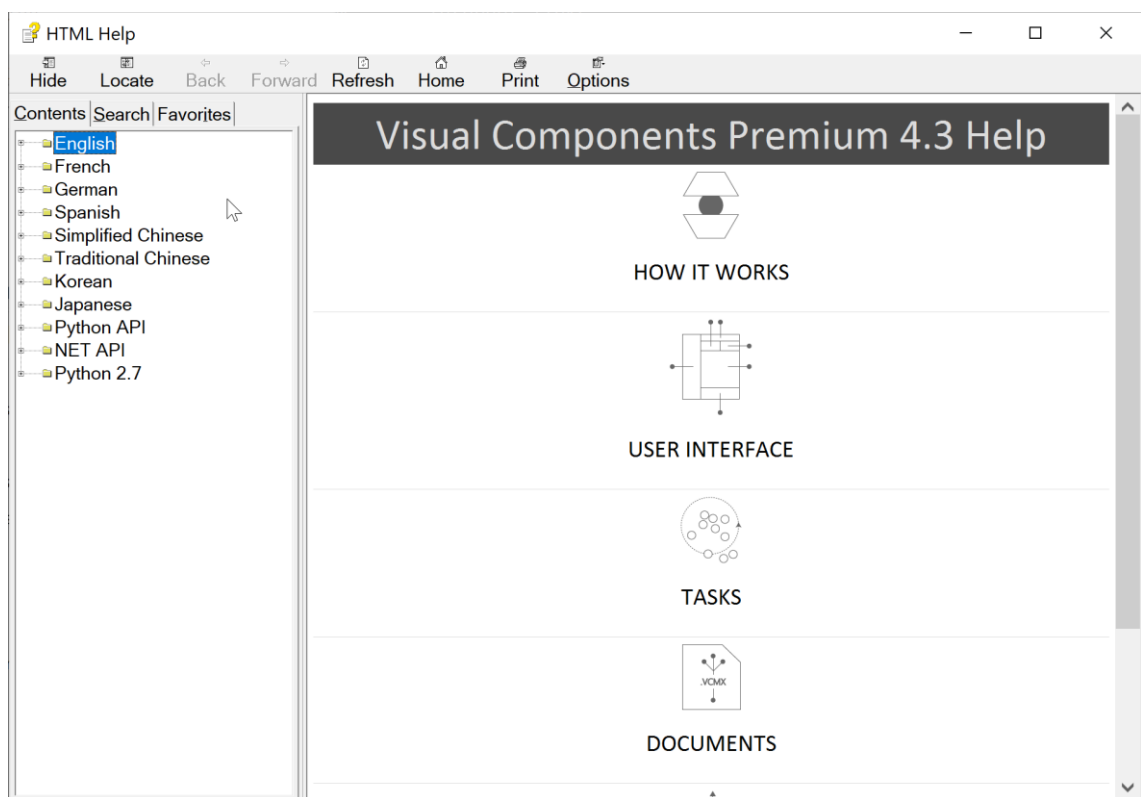 HTML Help
Hide Locate Back Forward Refresh Home Print Options
Contents Search Favorites
English
French
German
Spanish
Simplified Chinese
Traditional Chinese
Korean
Japanese
Python API
NET API
Python 2.7
Visual Components Premium 4.3 Help
HOW IT WORKS
USER INTERFACE
TASKS
.VCMX
DOCUMENTS